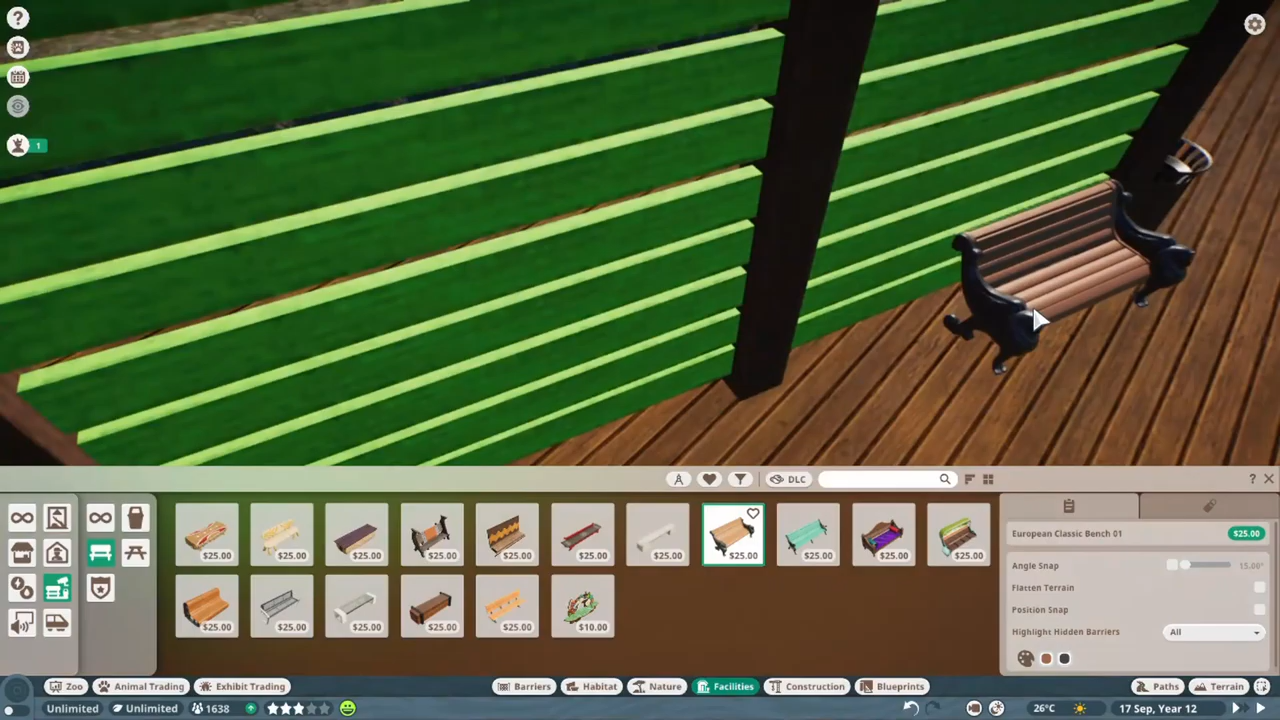 ?
1
DLC
? ×
$25.00 $25.00 $25.00 $25.00 $25.00 $25.00 $25.00 $25.00 $25.00 $25.00 $25.00
$25.00 $25.00 $25.00 $25.00 $25.00 $10.00
European Classic Bench 01 $25.00
Angle Snap 15.00°
Flatten Terrain
Position Snap
Highlight Hidden Barriers All
Zoo Animal Trading Exhibit Trading Barriers Habitat Nature Facilities Construction Blueprints Paths Terrain
Unlimited Unlimited 1638 26°C 17 Sep, Year 12